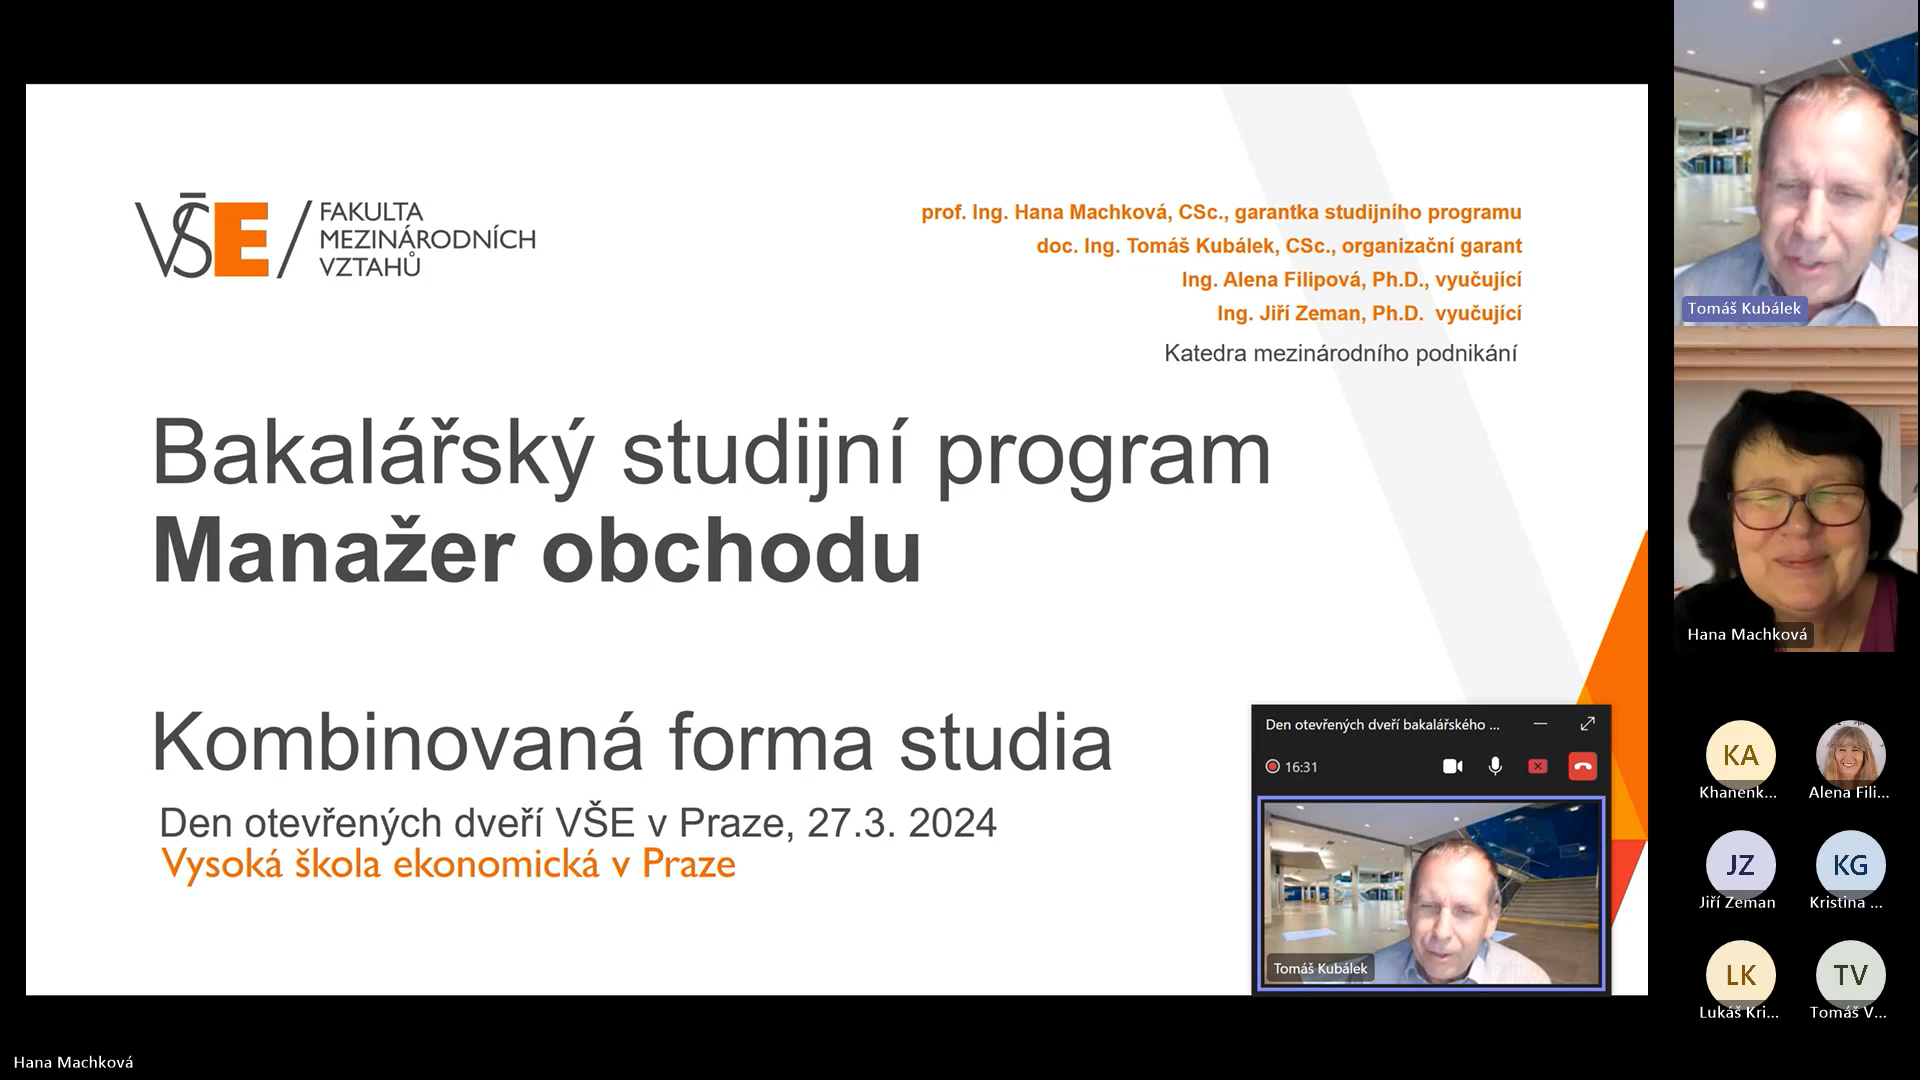 VŠE / FAKULTA
MEZINÁRODNÍCH
VZTAHŮ
prof. Ing. Hana Machková, CSc., garantka studijního programu
doc. Ing. Tomáš Kubálek, CSc., organizační garant
Ing. Alena Filipová, Ph.D., vyučující
Ing. Jiří Zeman, Ph.D. vyučující
Katedra mezinárodního podnikání
Bakalářský studijní program
Manažer obchodu
Kombinovaná forma studia
Den otevřených dveří VŠE v Praze, 27.3. 2024
Vysoká škola ekonomická v Praze
Den otevřených dveří bakalářského ...
16:31
Tomáš Kubálek
Tomáš Kubálek
Hana Machková
KA
Khanenk...
Alena Fili...
JZ
Jiří Zeman
KG
Kristina ...
LK
Lukáš Kri...
TV
Tomáš V...
Hana Machková